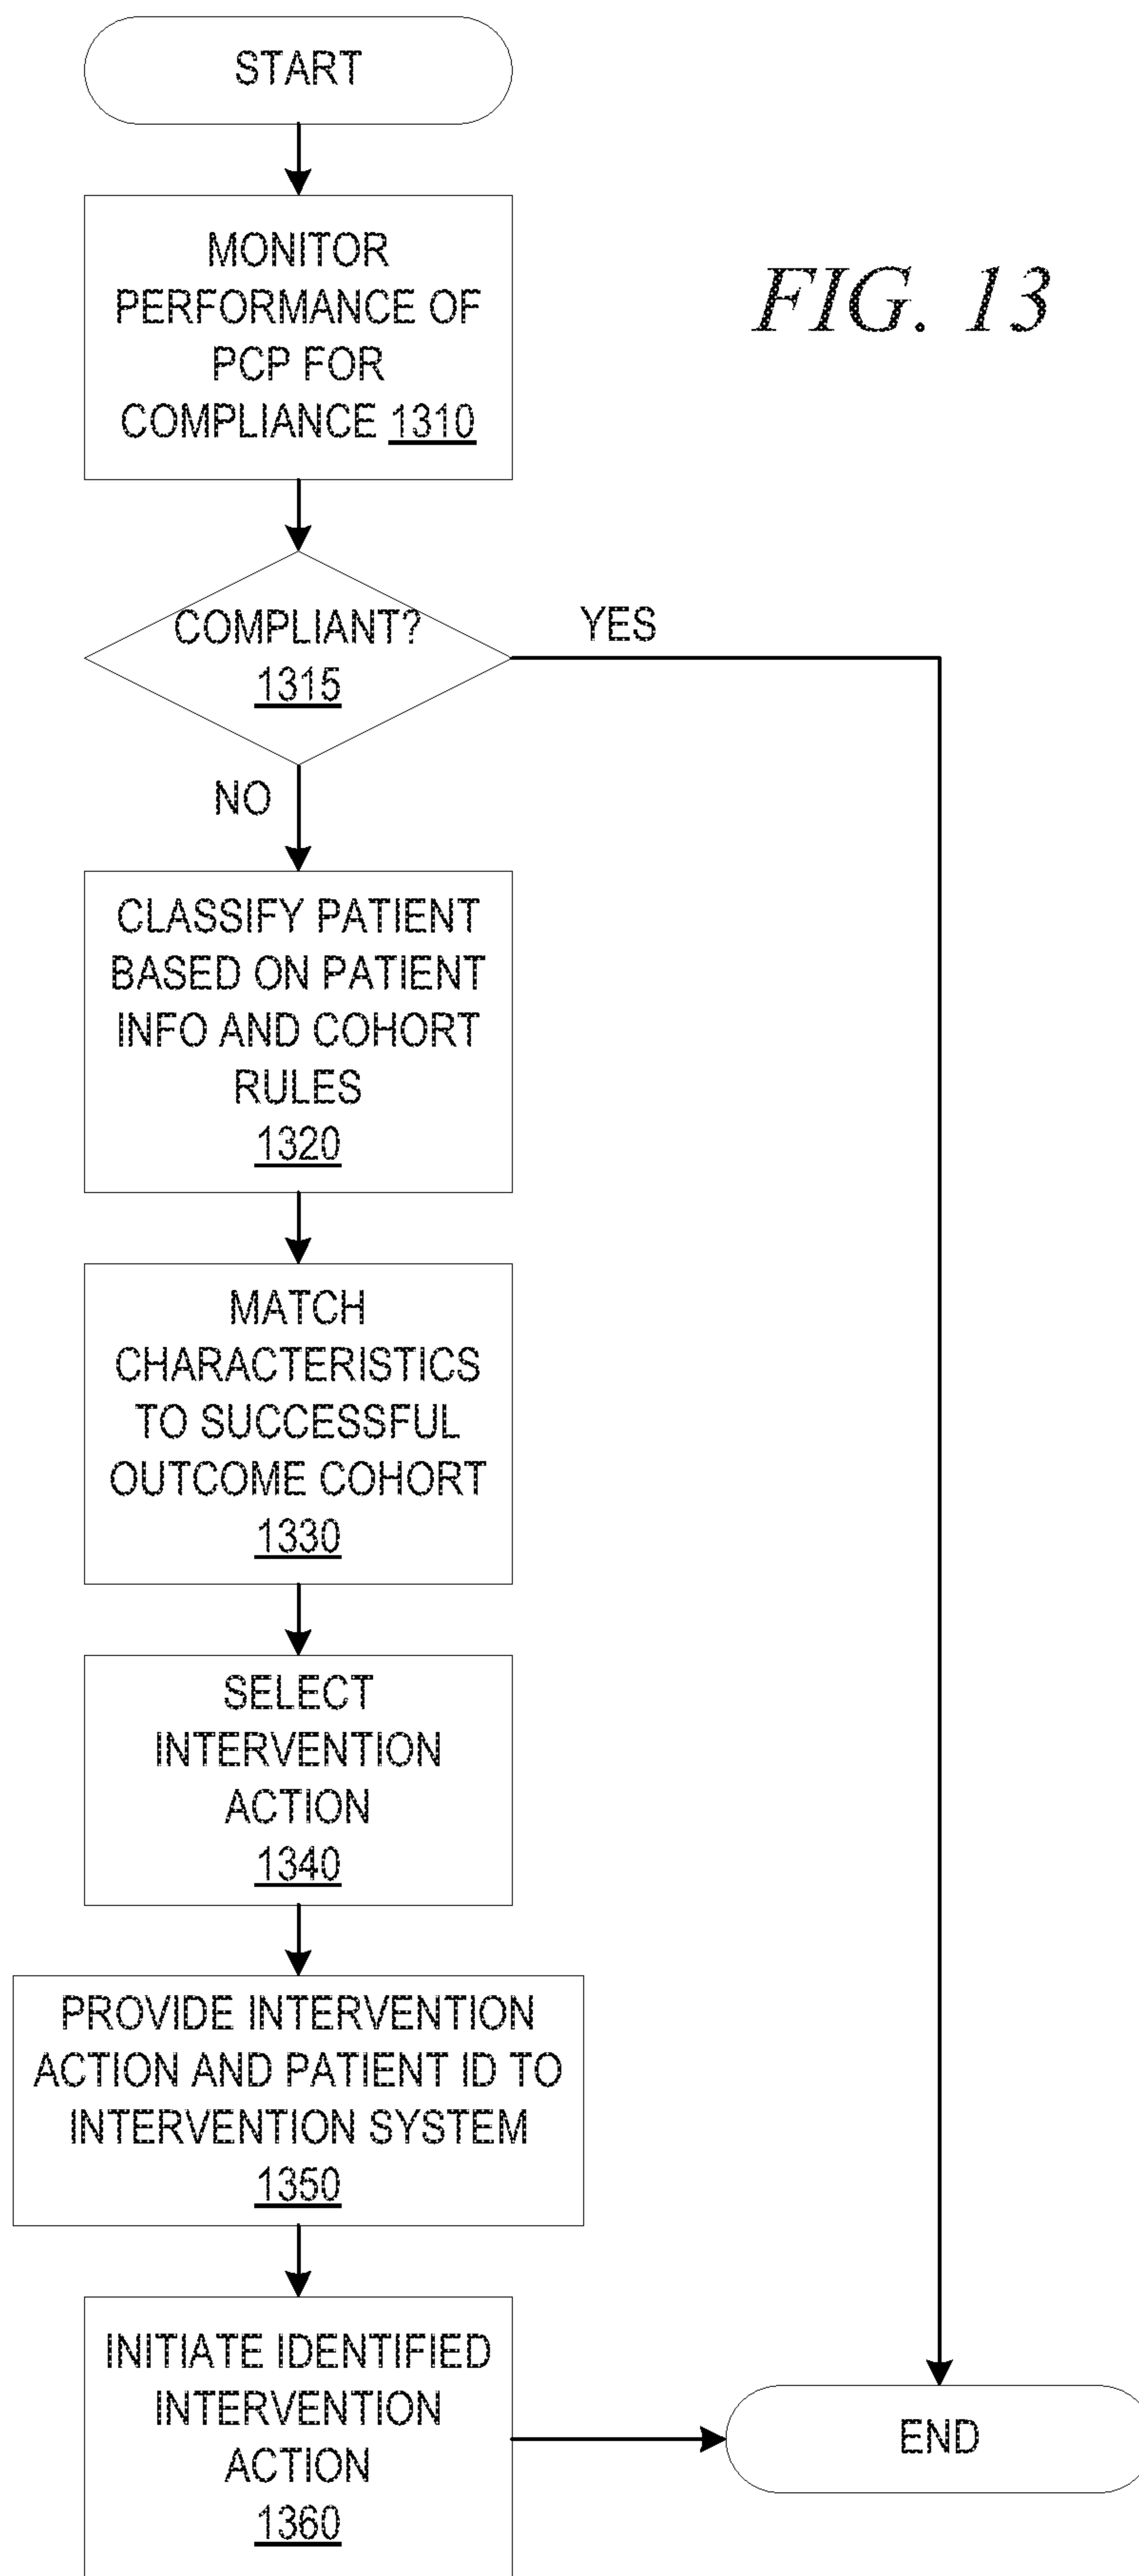 START
MONITOR
PERFORMANCE OF
PCP FOR
COMPLIANCE 1310
FIG. 13
COMPLIANT?
1315
YES
NO
CLASSIFY PATIENT
BASED ON PATIENT
INFO AND COHORT
RULES
1320
MATCH
CHARACTERISTICS
TO SUCCESSFUL
OUTCOME COHORT
1330
SELECT
INTERVENTION
ACTION
1340
PROVIDE INTERVENTION
ACTION AND PATIENT ID TO
INTERVENTION SYSTEM
1350
INITIATE IDENTIFIED
INTERVENTION
ACTION
1360
END